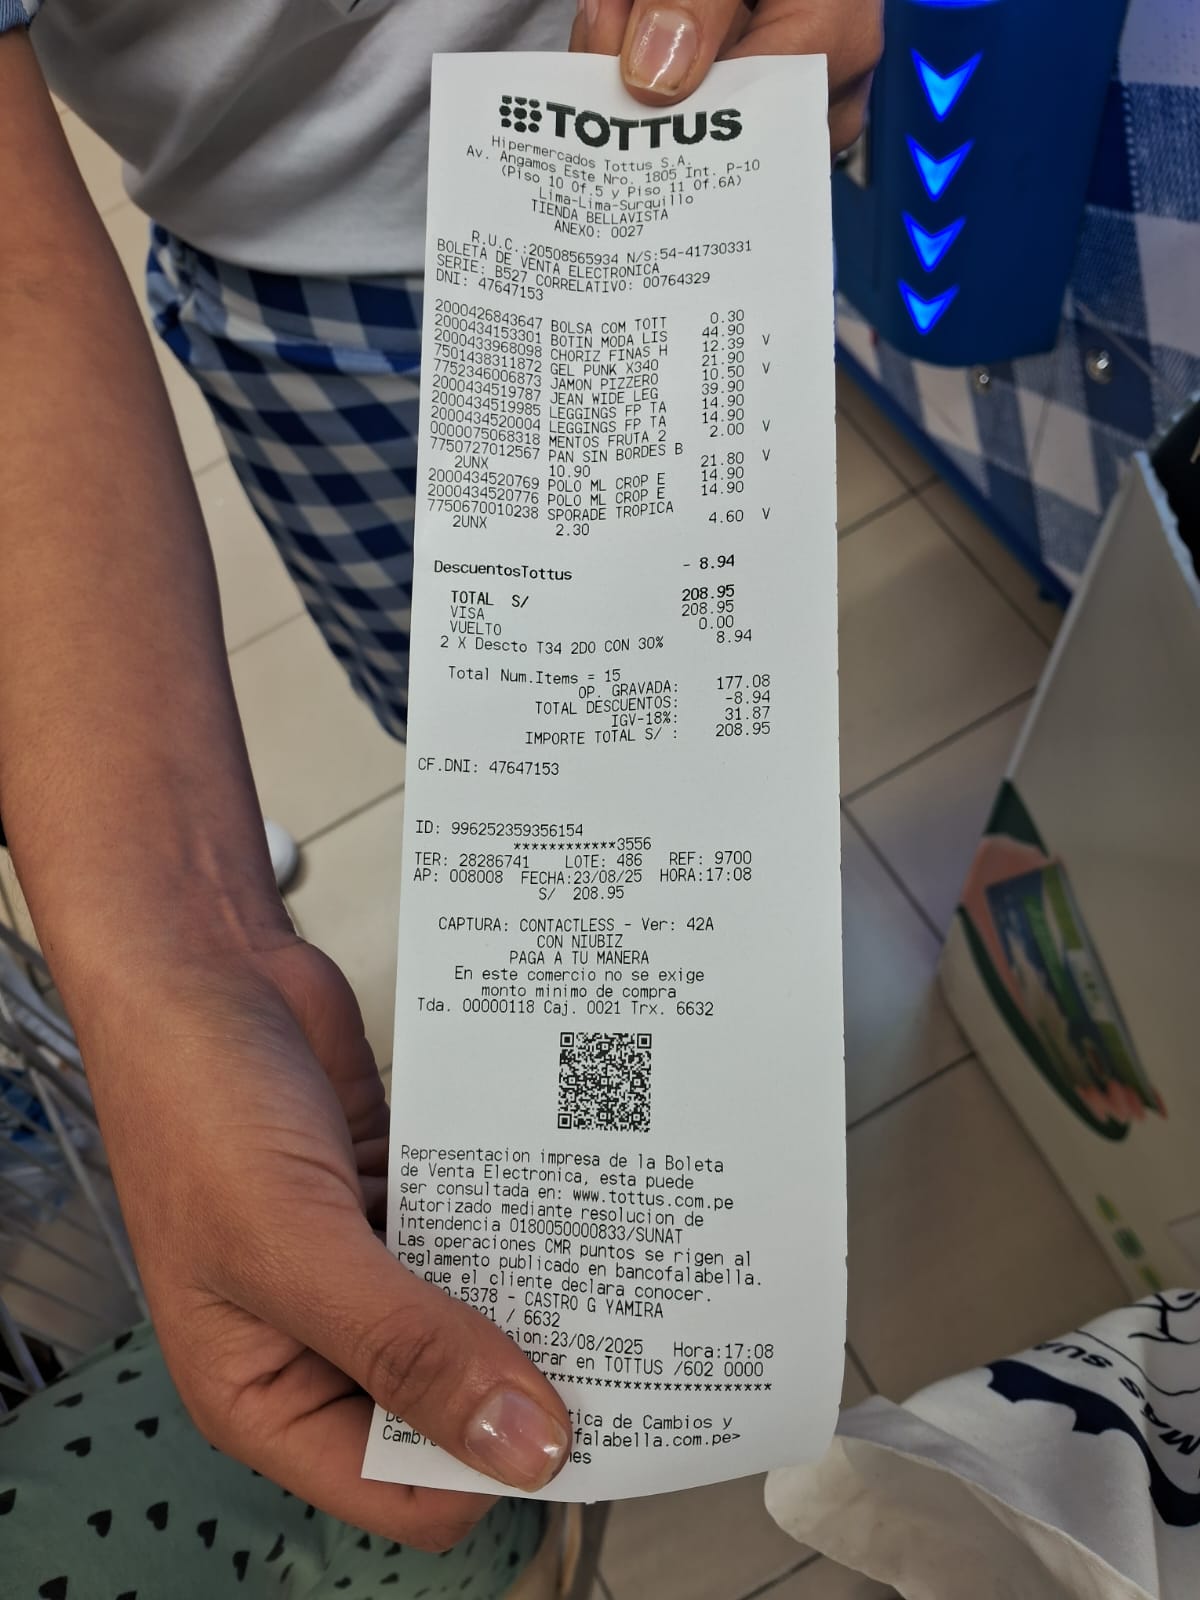 TOTTUS
Hipermercados Tottus S.A.
Av. Angamos Este Nro. 1805 Int. P-10
(Piso 10 Of.5 y Piso 11 Of.6A)
Lima-Lima-Surquillo
TIENDA BELLAVISTA
ANEXO: 0027
R.U.C.:20508565934 N/S:54-41730331
BOLETA DE VENTA ELECTRONICA
SERIE: B527 CORRELATIVO: 00764329
DNI: 47647153
2000426843647 BOLSA COM TOTT 0.30
2000434153301 BOTIN MODA LIS 44.90
2000433968098 CHORIZ FINAS H 12.39 V
7501438311872 GEL PUNK X340 21.90
7752346006873 JAMON PIZZERO 10.50 V
2000434519787 JEAN WIDE LEG 39.90
2000434519985 LEGGINGS FP TA 14.90
2000434520004 LEGGINGS FP TA 14.90
0000075068318 MENTOS FRUTA 2 2.00 V
7750727012567 PAN SIN BORDES B
2UNX 10.90 21.80 V
2000434520769 POLO ML CROP E 14.90
2000434520776 POLO ML CROP E 14.90
7750670010238 SPORADE TROPICA
2UNX 2.30 4.60 V
DescuentosTottus - 8.94
TOTAL S/ 208.95
VISA 208.95
VUELTO 0.00
2 X Descto T34 2DO CON 30% 8.94
Total Num.Items = 15
OP. GRAVADA: 177.08
TOTAL DESCUENTOS: -8.94
IGV-18%: 31.87
IMPORTE TOTAL S/ : 208.95
CF.DNI: 47647153
ID: 996252359356154
************3556
TER: 28286741 LOTE: 486 REF: 9700
AP: 008008 FECHA:23/08/25 HORA:17:08
S/ 208.95
CAPTURA: CONTACTLESS - Ver: 42A
CON NIUBIZ
PAGA A TU MANERA
En este comercio no se exige
monto minimo de compra
Tda. 00000118 Caj. 0021 Trx. 6632
Representacion impresa de la Boleta
de Venta Electronica, esta puede
ser consultada en: www.tottus.com.pe
Autorizado mediante resolucion de
intendencia 0180050000833/SUNAT
Las operaciones CMR puntos se rigen al
reglamento publicado en bancofalabella.
que el cliente declara conocer.
:5378 - CASTRO G YAMIRA
/ 6632
sion:23/08/2025 Hora:17:08
mprar en TOTTUS /602 0000
*************************
tica de Cambios y
falabella.com.pe>
MÁS